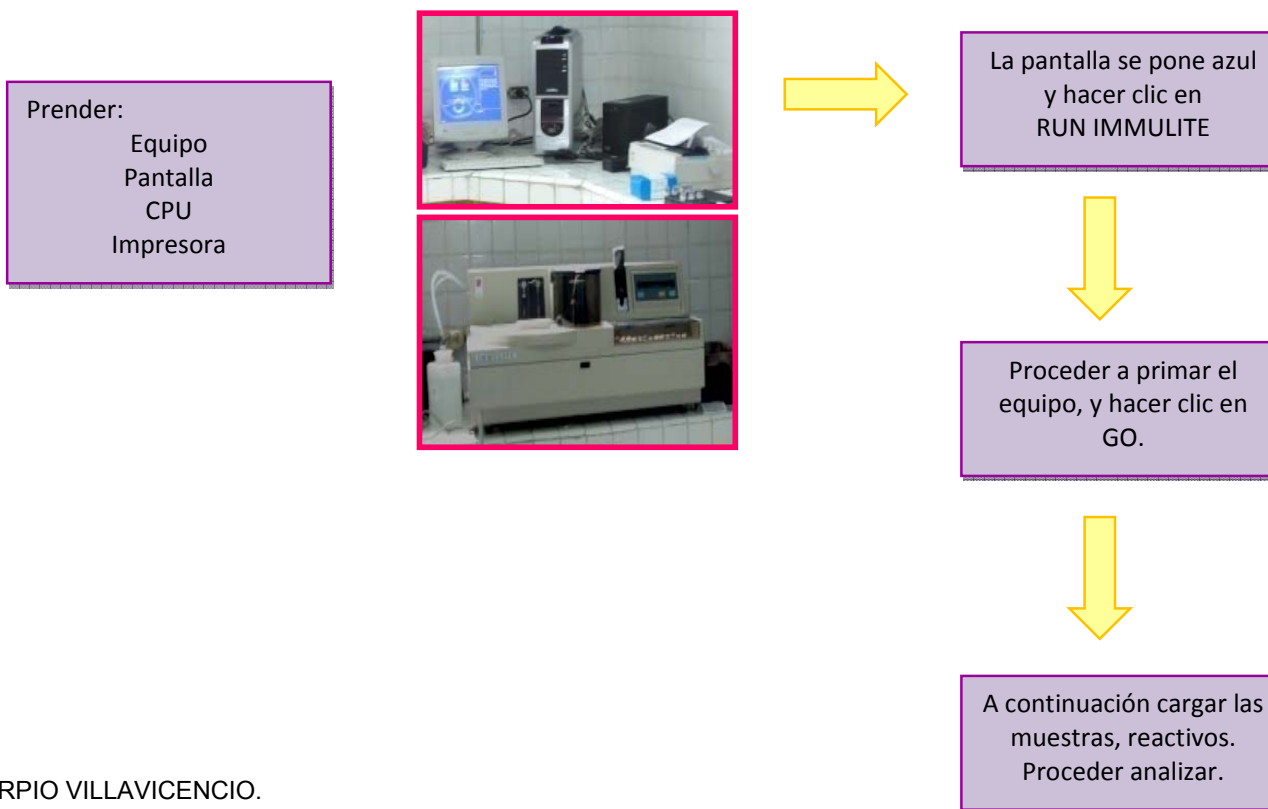 Prender:
Equipo
Pantalla
CPU
Impresora
La pantalla se pone azul
y hacer clic en
RUN IMMULITE
Proceder a primar el
equipo, y hacer clic en
GO.
A continuación cargar las
muestras, reactivos.
Proceder analizar.
RPIO VILLAVICENCIO.